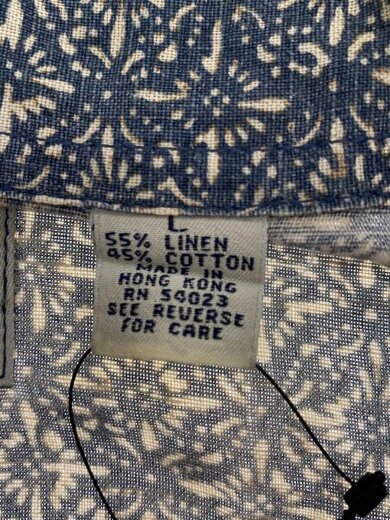 L
55% LINEN
45% COTTON
MADE IN
HONG KONG
RN 54023
SEE REVERSE
FOR CARE